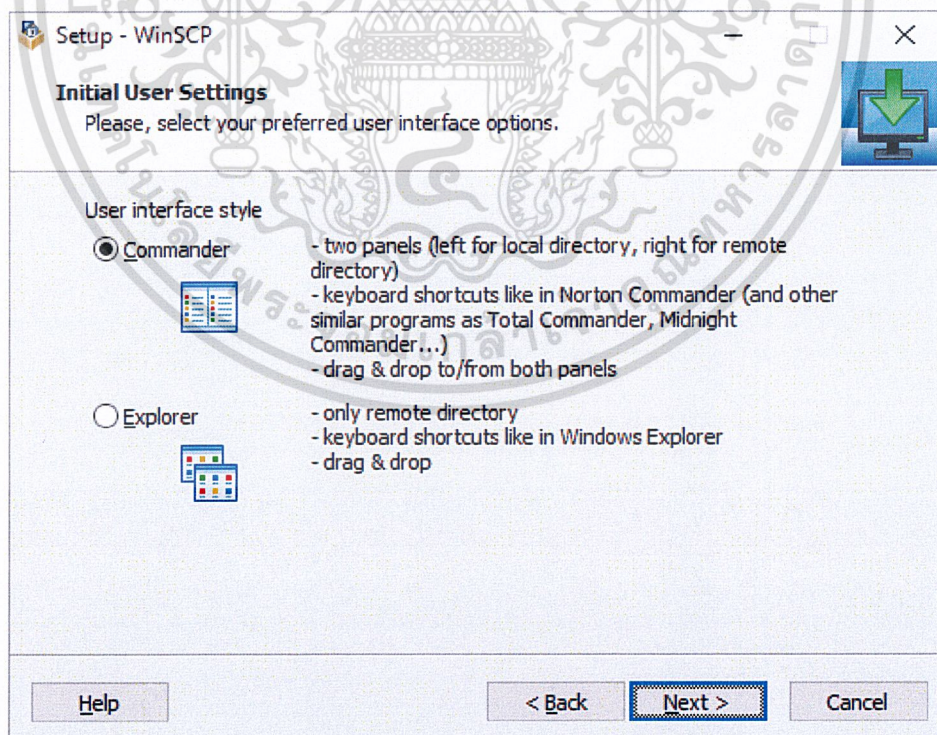 Setup - WinSCP
Initial User Settings
Please, select your preferred user interface options.
User interface style
Commander
- two panels (left for local directory, right for remote
directory)
- keyboard shortcuts like in Norton Commander (and other
similar programs as Total Commander, Midnight
Commander...)
- drag & drop to/from both panels
Explorer
- only remote directory
- keyboard shortcuts like in Windows Explorer
- drag & drop
Help
< Back
Next >
Cancel